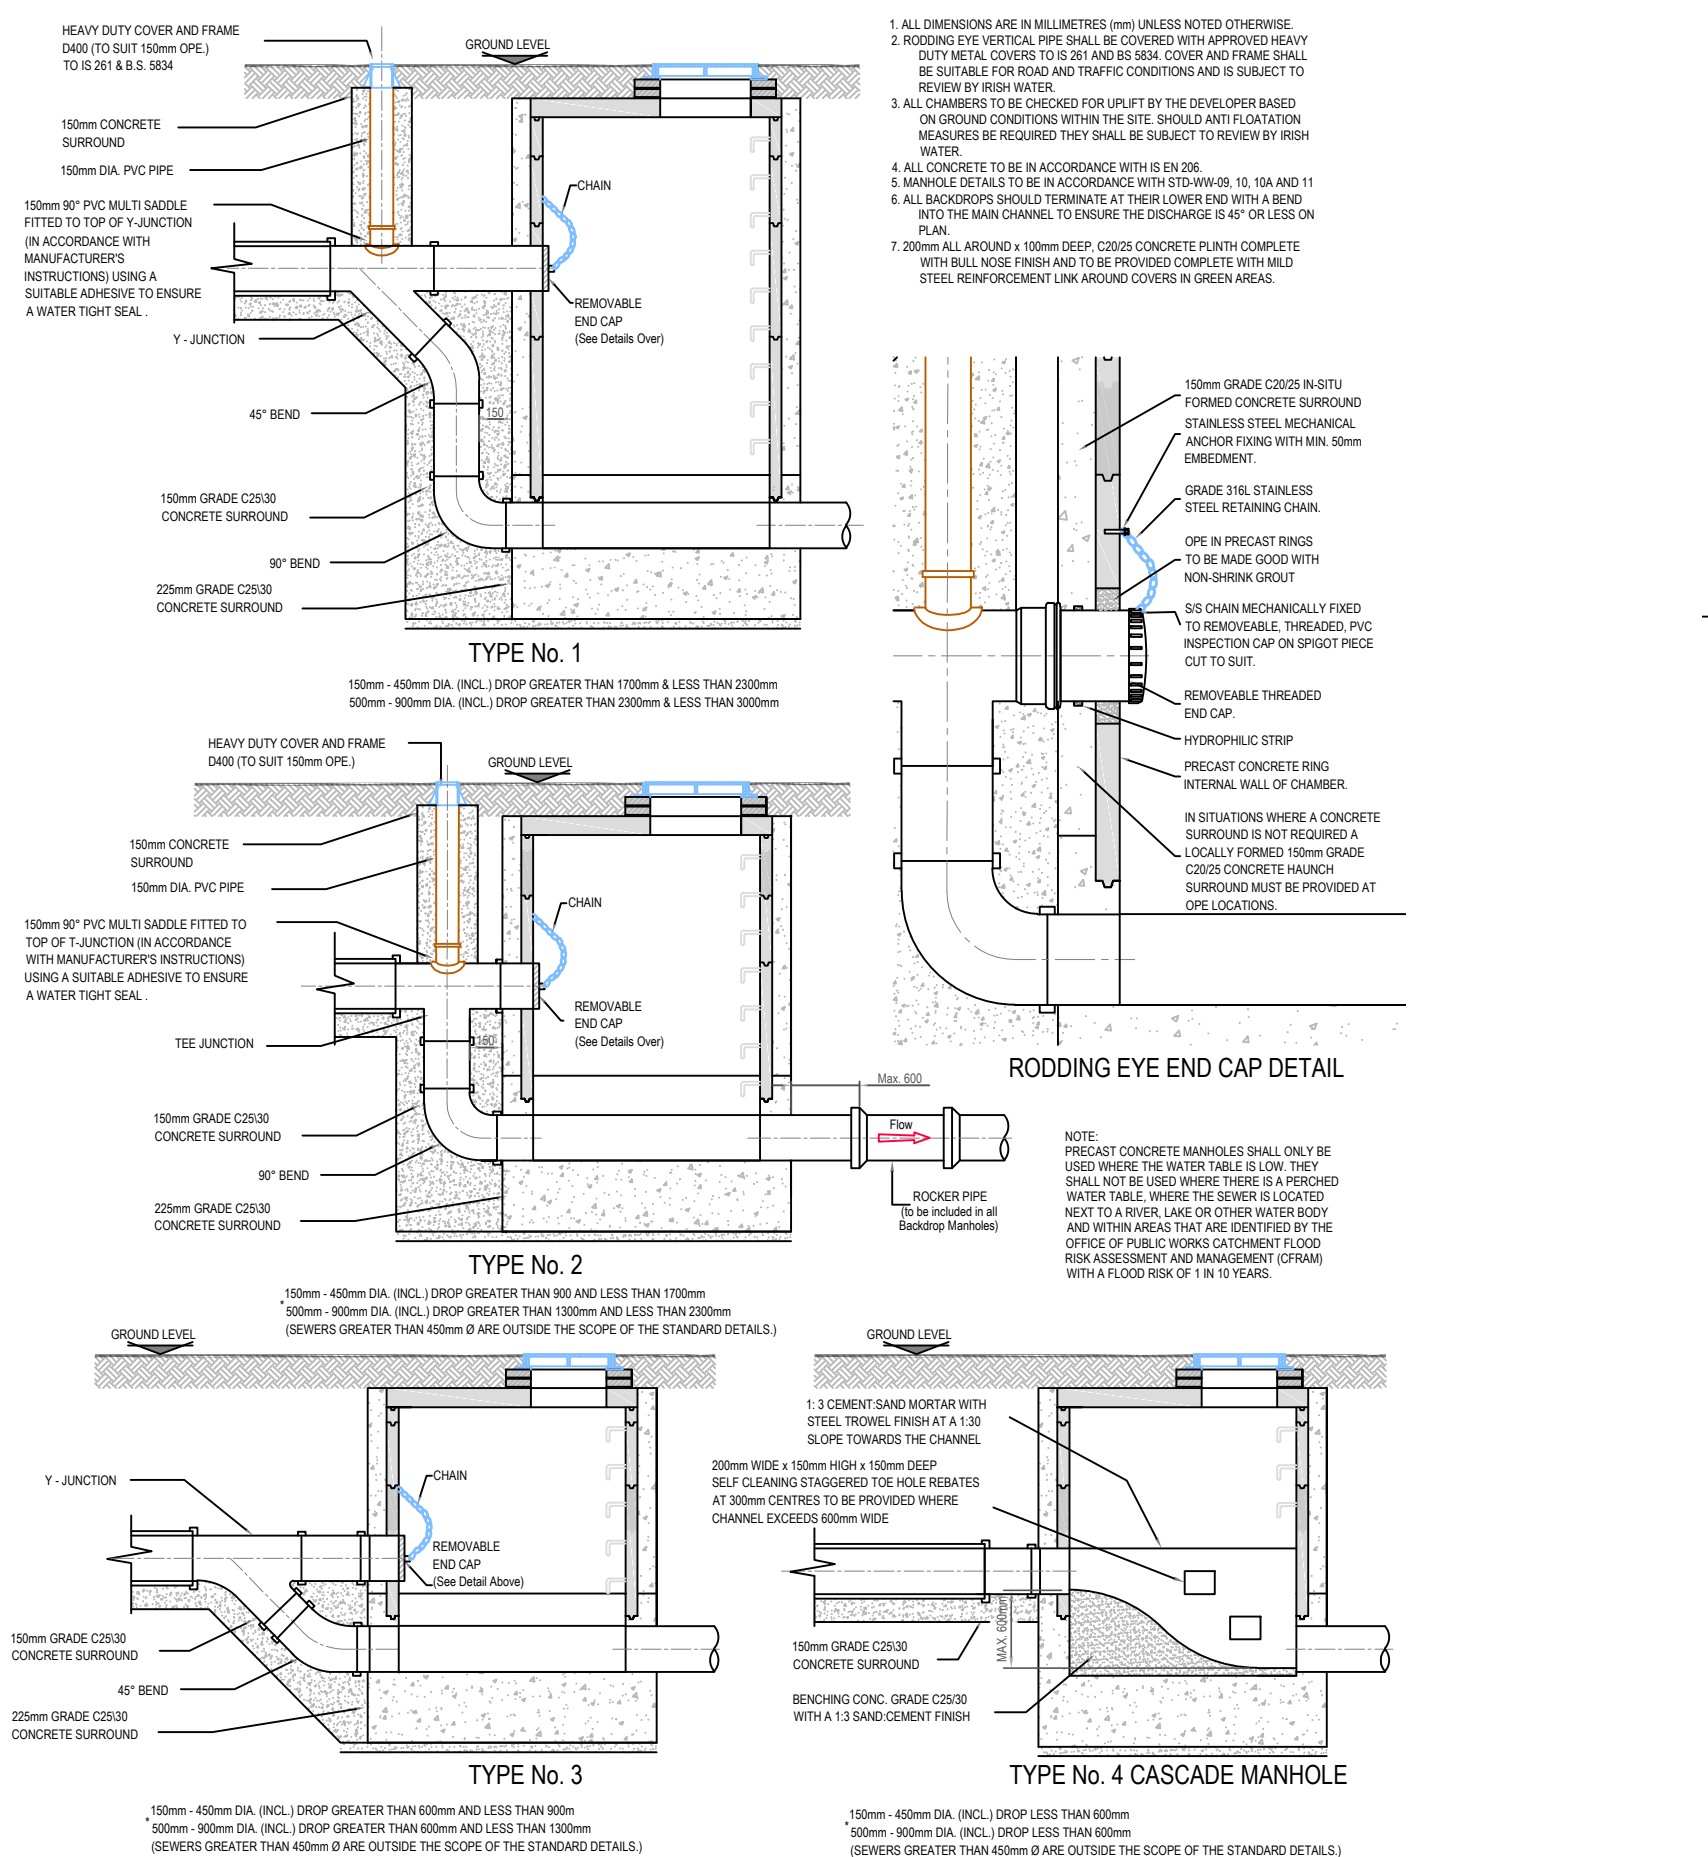 HEAVY DUTY COVER AND FRAME
D400 (TO SUIT 150mm OPE.)
TO IS 261 & B.S. 5834
GROUND LEVEL
150mm CONCRETE
SURROUND
150mm DIA. PVC PIPE
CHAIN
150mm 90° PVC MULTI SADDLE
FITTED TO TOP OF Y-JUNCTION
(IN ACCORDANCE WITH
MANUFACTURER'S
INSTRUCTIONS) USING A
SUITABLE ADHESIVE TO ENSURE
A WATER TIGHT SEAL .
REMOVABLE
END CAP
(See Details Over)
Y - JUNCTION
45° BEND
150
150mm GRADE C25\30
CONCRETE SURROUND
90° BEND
225mm GRADE C25\30
CONCRETE SURROUND
TYPE No. 1
150mm - 450mm DIA. (INCL.) DROP GREATER THAN 1700mm & LESS THAN 2300mm
500mm - 900mm DIA. (INCL.) DROP GREATER THAN 2300mm & LESS THAN 3000mm
1. ALL DIMENSIONS ARE IN MILLIMETRES (mm) UNLESS NOTED OTHERWISE.
2. RODDING EYE VERTICAL PIPE SHALL BE COVERED WITH APPROVED HEAVY
DUTY METAL COVERS TO IS 261 AND BS 5834. COVER AND FRAME SHALL
BE SUITABLE FOR ROAD AND TRAFFIC CONDITIONS AND IS SUBJECT TO
REVIEW BY IRISH WATER.
3. ALL CHAMBERS TO BE CHECKED FOR UPLIFT BY THE DEVELOPER BASED
ON GROUND CONDITIONS WITHIN THE SITE. SHOULD ANTI FLOATATION
MEASURES BE REQUIRED THEY SHALL BE SUBJECT TO REVIEW BY IRISH
WATER.
4. ALL CONCRETE TO BE IN ACCORDANCE WITH IS EN 206.
5. MANHOLE DETAILS TO BE IN ACCORDANCE WITH STD-WW-09, 10, 10A AND 11
6. ALL BACKDROPS SHOULD TERMINATE AT THEIR LOWER END WITH A BEND
INTO THE MAIN CHANNEL TO ENSURE THE DISCHARGE IS 45° OR LESS ON
PLAN.
7. 200mm ALL AROUND x 100mm DEEP, C20/25 CONCRETE PLINTH COMPLETE
WITH BULL NOSE FINISH AND TO BE PROVIDED COMPLETE WITH MILD
STEEL REINFORCEMENT LINK AROUND COVERS IN GREEN AREAS.
150mm GRADE C20/25 IN-SITU
FORMED CONCRETE SURROUND
STAINLESS STEEL MECHANICAL
ANCHOR FIXING WITH MIN. 50mm
EMBEDMENT.
GRADE 316L STAINLESS
STEEL RETAINING CHAIN.
OPE IN PRECAST RINGS
TO BE MADE GOOD WITH
NON-SHRINK GROUT
S/S CHAIN MECHANICALLY FIXED
TO REMOVEABLE, THREADED, PVC
INSPECTION CAP ON SPIGOT PIECE
CUT TO SUIT.
REMOVEABLE THREADED
END CAP.
HYDROPHILIC STRIP
PRECAST CONCRETE RING
INTERNAL WALL OF CHAMBER.
IN SITUATIONS WHERE A CONCRETE
SURROUND IS NOT REQUIRED A
LOCALLY FORMED 150mm GRADE
C20/25 CONCRETE HAUNCH
SURROUND MUST BE PROVIDED AT
OPE LOCATIONS.
RODDING EYE END CAP DETAIL
HEAVY DUTY COVER AND FRAME
D400 (TO SUIT 150mm OPE.)
GROUND LEVEL
150mm CONCRETE
SURROUND
150mm DIA. PVC PIPE
CHAIN
150mm 90° PVC MULTI SADDLE FITTED TO
TOP OF T-JUNCTION (IN ACCORDANCE
WITH MANUFACTURER'S INSTRUCTIONS)
USING A SUITABLE ADHESIVE TO ENSURE
A WATER TIGHT SEAL .
REMOVABLE
END CAP
(See Details Over)
TEE JUNCTION
150
Max. 600
150mm GRADE C25\30
CONCRETE SURROUND
Flow
90° BEND
225mm GRADE C25\30
CONCRETE SURROUND
ROCKER PIPE
(to be included in all
Backdrop Manholes)
TYPE No. 2
150mm - 450mm DIA. (INCL.) DROP GREATER THAN 900 AND LESS THAN 1700mm
* 500mm - 900mm DIA. (INCL.) DROP GREATER THAN 1300mm AND LESS THAN 2300mm
(SEWERS GREATER THAN 450mm Ø ARE OUTSIDE THE SCOPE OF THE STANDARD DETAILS.)
NOTE:
PRECAST CONCRETE MANHOLES SHALL ONLY BE
USED WHERE THE WATER TABLE IS LOW. THEY
SHALL NOT BE USED WHERE THERE IS A PERCHED
WATER TABLE, WHERE THE SEWER IS LOCATED
NEXT TO A RIVER, LAKE OR OTHER WATER BODY
AND WITHIN AREAS THAT ARE IDENTIFIED BY THE
OFFICE OF PUBLIC WORKS CATCHMENT FLOOD
RISK ASSESSMENT AND MANAGEMENT (CFRAM)
WITH A FLOOD RISK OF 1 IN 10 YEARS.
GROUND LEVEL
Y - JUNCTION
CHAIN
REMOVABLE
END CAP
(See Detail Above)
150mm GRADE C25\30
CONCRETE SURROUND
45° BEND
225mm GRADE C25\30
CONCRETE SURROUND
TYPE No. 3
150mm - 450mm DIA. (INCL.) DROP GREATER THAN 600mm AND LESS THAN 900m
* 500mm - 900mm DIA. (INCL.) DROP GREATER THAN 600mm AND LESS THAN 1300mm
(SEWERS GREATER THAN 450mm Ø ARE OUTSIDE THE SCOPE OF THE STANDARD DETAILS.)
GROUND LEVEL
1: 3 CEMENT:SAND MORTAR WITH
STEEL TROWEL FINISH AT A 1:30
SLOPE TOWARDS THE CHANNEL
200mm WIDE x 150mm HIGH x 150mm DEEP
SELF CLEANING STAGGERED TOE HOLE REBATES
AT 300mm CENTRES TO BE PROVIDED WHERE
CHANNEL EXCEEDS 600mm WIDE
MAX. 600mm
150mm GRADE C25\30
CONCRETE SURROUND
BENCHING CONC. GRADE C25/30
WITH A 1:3 SAND:CEMENT FINISH
TYPE No. 4 CASCADE MANHOLE
150mm - 450mm DIA. (INCL.) DROP LESS THAN 600mm
* 500mm - 900mm DIA. (INCL.) DROP LESS THAN 600mm
(SEWERS GREATER THAN 450mm Ø ARE OUTSIDE THE SCOPE OF THE STANDARD DETAILS.)